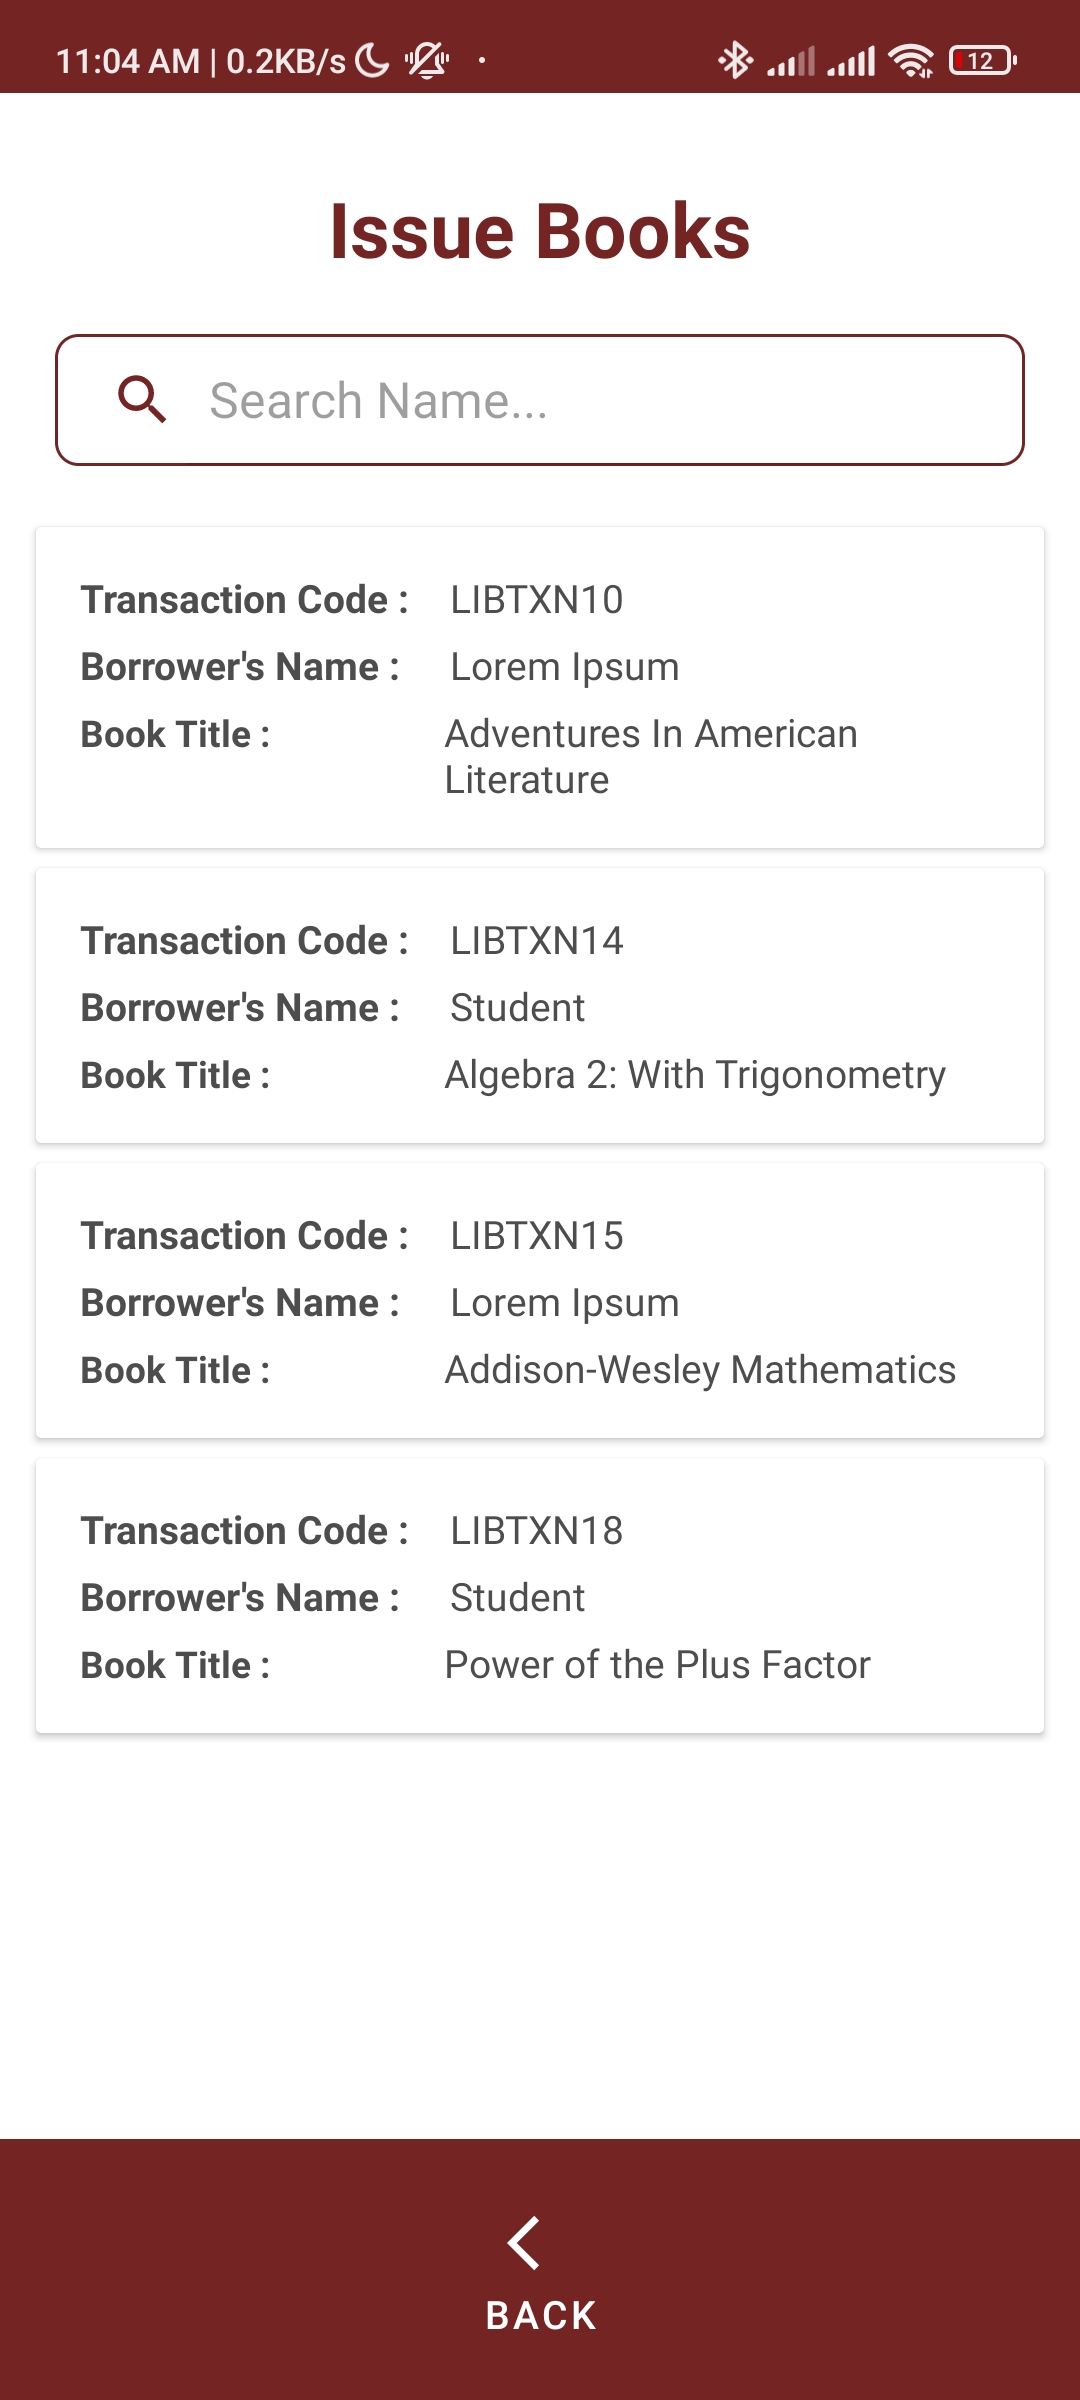 11:04 AM | 0.2KB/s
12
Issue Books
Search Name...
Transaction Code : LIBTXN10
Borrower's Name : Lorem Ipsum
Book Title : Adventures In American
Literature
Transaction Code : LIBTXN14
Borrower's Name : Student
Book Title : Algebra 2: With Trigonometry
Transaction Code : LIBTXN15
Borrower's Name : Lorem Ipsum
Book Title : Addison-Wesley Mathematics
Transaction Code : LIBTXN18
Borrower's Name : Student
Book Title : Power of the Plus Factor
BACK